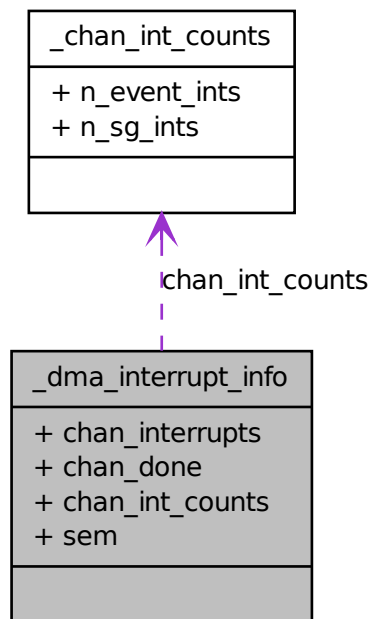 _chan_int_counts
+ n_event_ints
+ n_sg_ints
chan_int_counts
_dma_interrupt_info
+ chan_interrupts
+ chan_done
+ chan_int_counts
+ sem